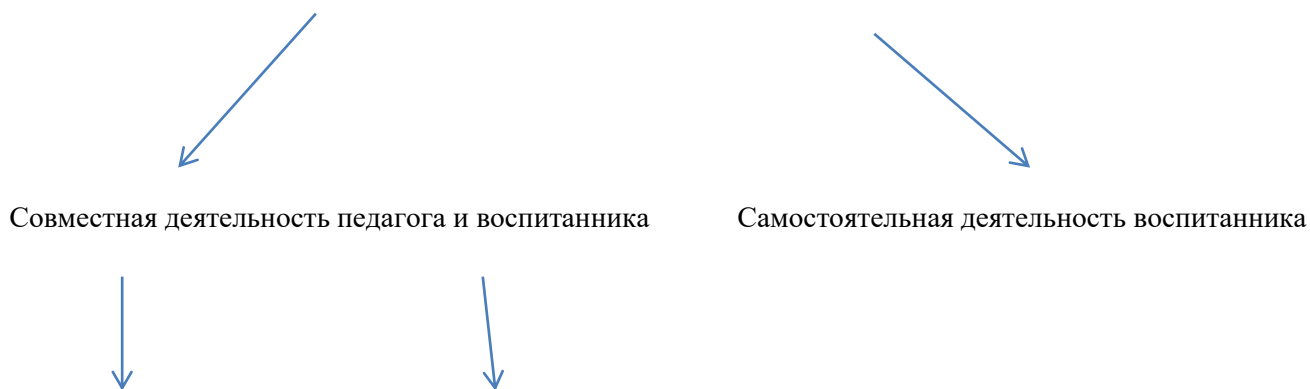 Совместная деятельность педагога и воспитанника Самостоятельная деятельность воспитанника